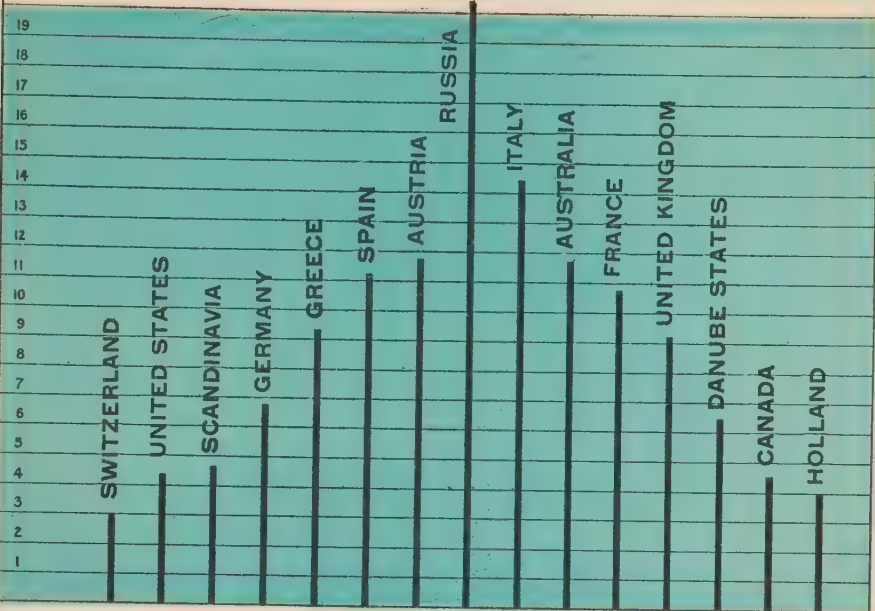 19
18
17
16
15
14
13
12
11
10
9
8
7
6
5
4
3
2
1
SWITZERLAND
UNITED STATES
SCANDINAVIA
GERMANY
GREECE
SPAIN
AUSTRIA
RUSSIA
ITALY
AUSTRALIA
FRANCE
UNITED KINGDOM
DANUBE STATES
CANADA
HOLLAND